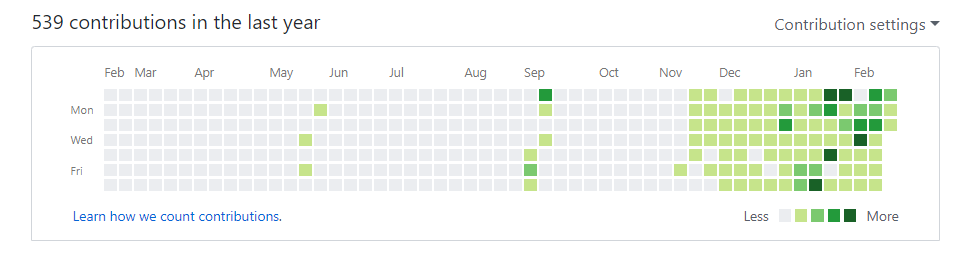 539 contributions in the last year
Contribution settings
Feb Mar Apr May Jun Jul Aug Sep Oct Nov Dec Jan Feb
Mon
Wed
Fri
Learn how we count contributions.
Less More